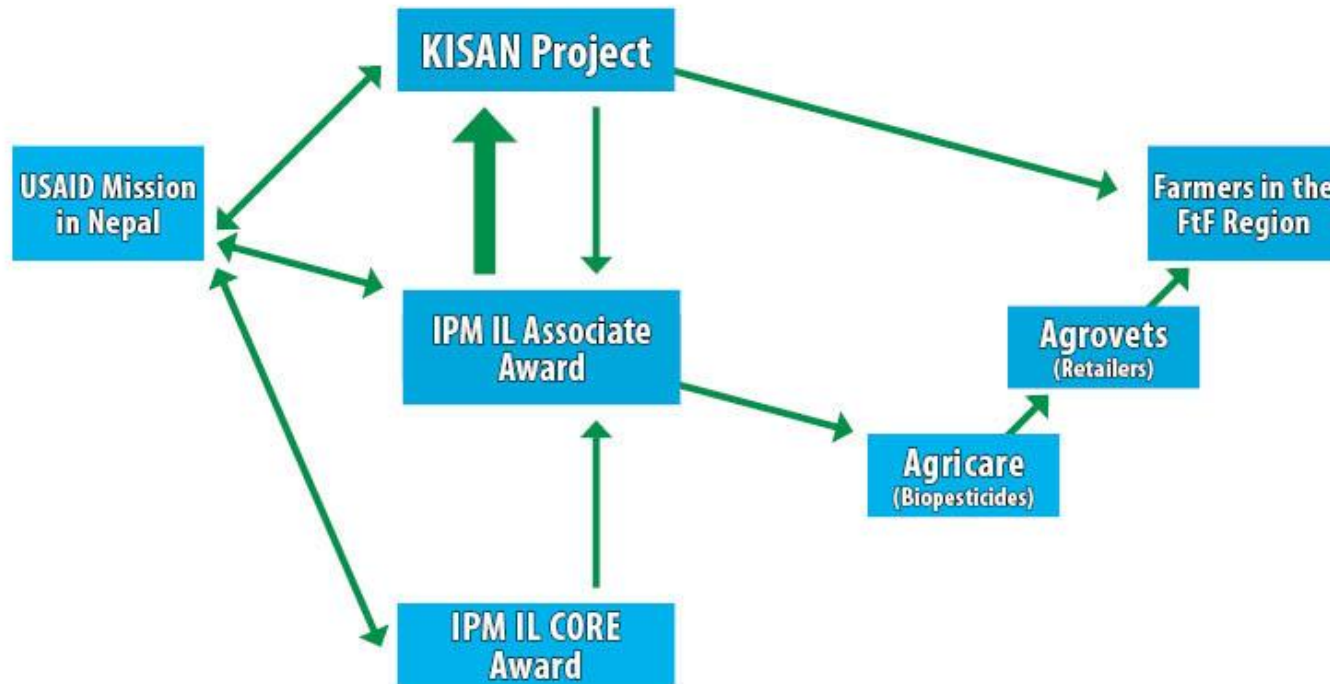 KISAN Project
USAID Mission
in Nepal
Farmers in the
FtF Region
IPM IL Associate
Award
Agrovets
(Retailers)
Agricare
(Biopesticides)
IPM IL CORE
Award